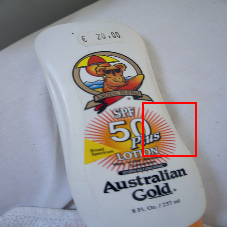 € 20.00
SPF
50
Plus
LOTION
Australian
Gold
8 FL Oz. / 237 ml